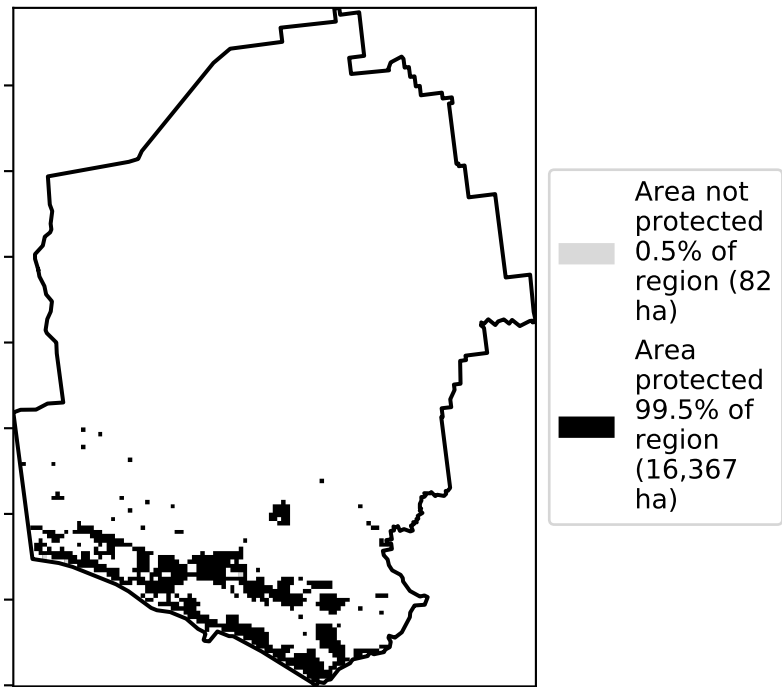 Area not
protected
0.5% of
region (82
ha)
Area
protected
99.5% of
region
(16,367
ha)